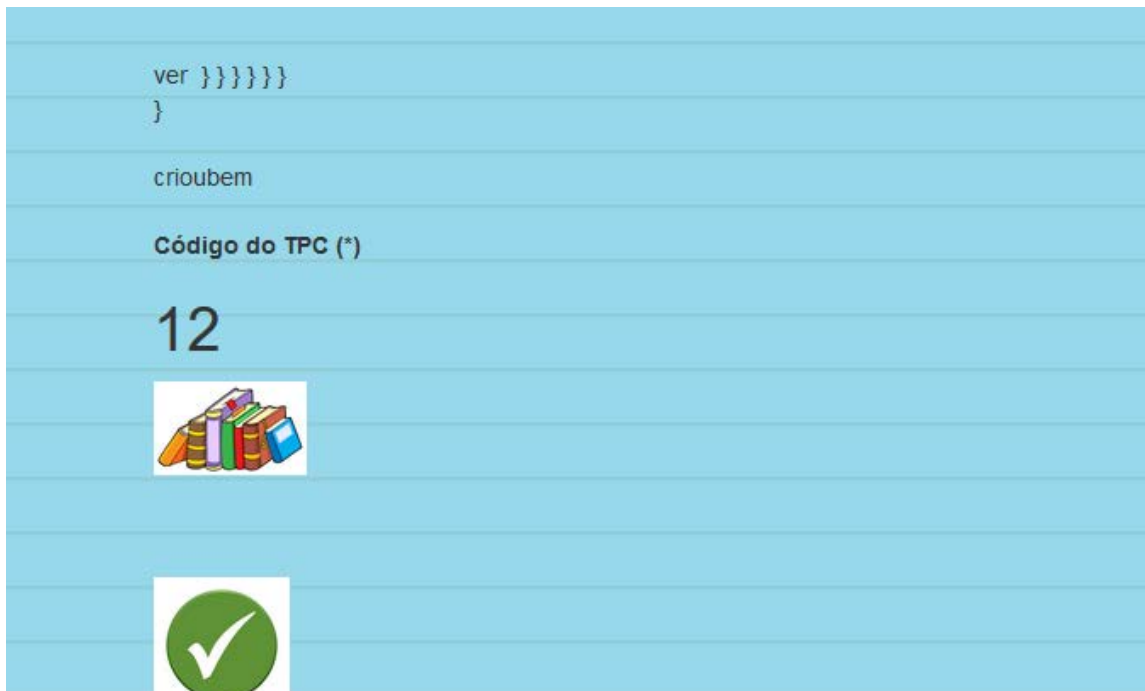 ver } } } } } }
}
crioubem
Código do TPC (*)
12